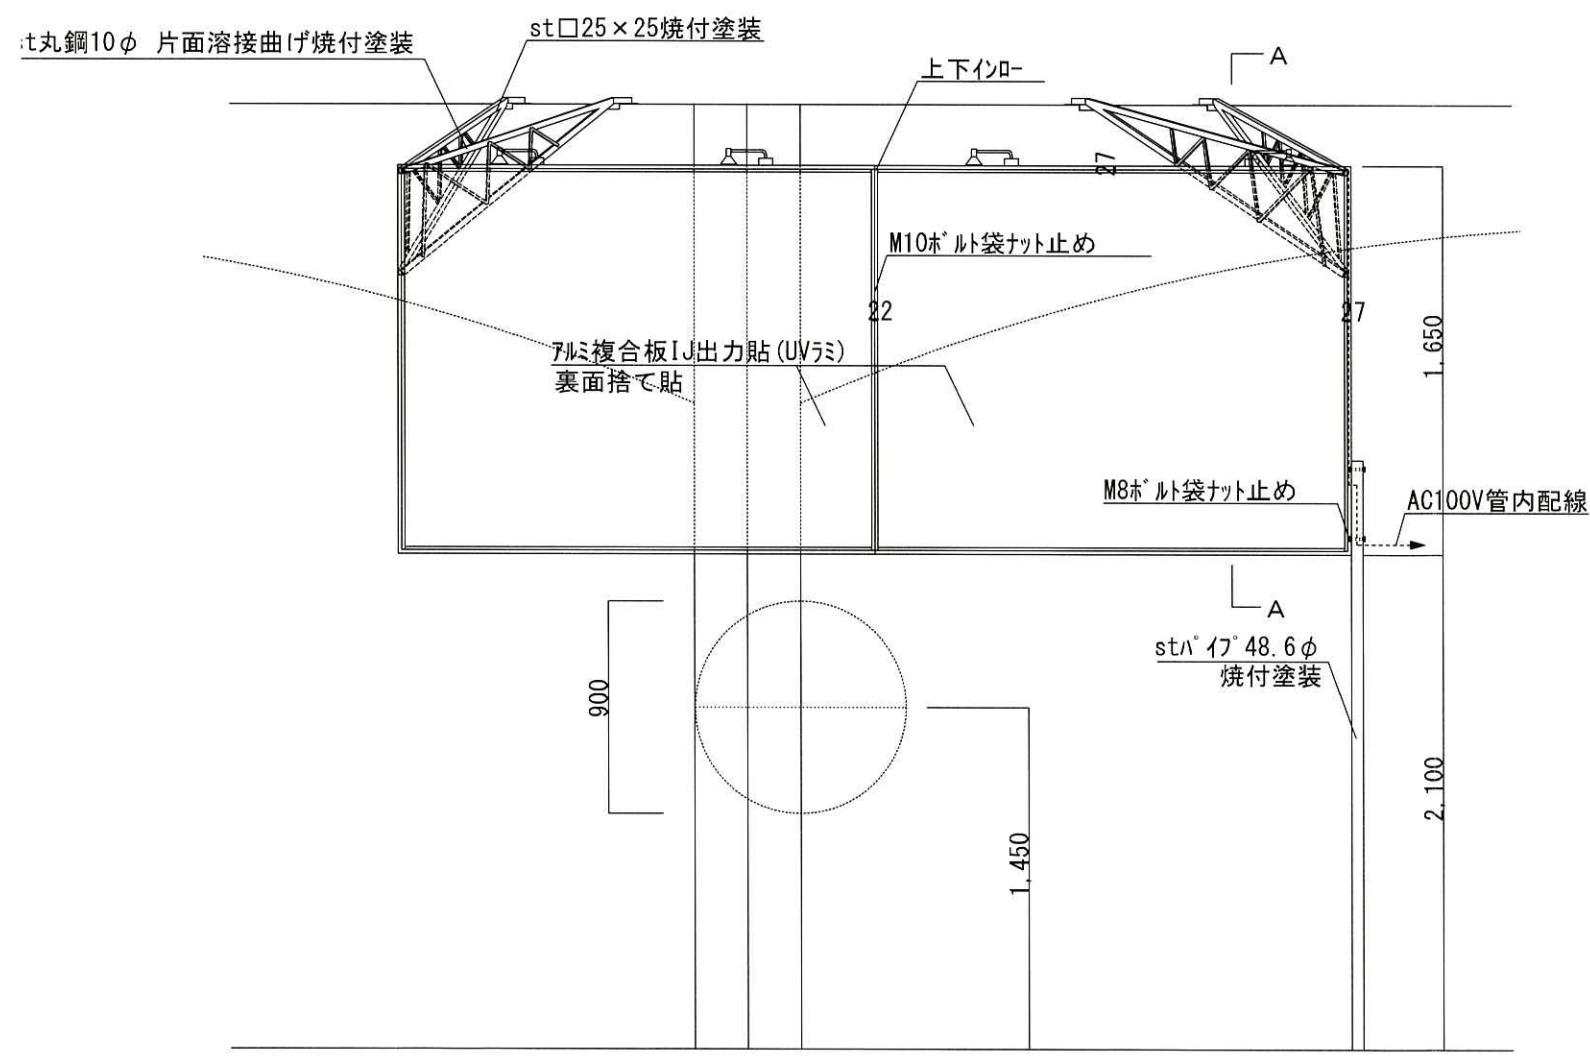 st□25×25焼付塗装
t丸鋼10φ 片面溶接曲げ焼付塗装
A
上下ｲﾝﾛｰ
27
M10ﾎﾞﾙﾄ袋ﾅｯﾄ止め
22
27
1,650
ｱﾙﾐ複合板IJ出力貼(UVﾗﾐ)
裏面捨て貼
M8ﾎﾞﾙﾄ袋ﾅｯﾄ止め
AC100V管内配線
A
stﾊﾟｲﾌﾟ48.6φ
焼付塗装
900
2,100
1,450